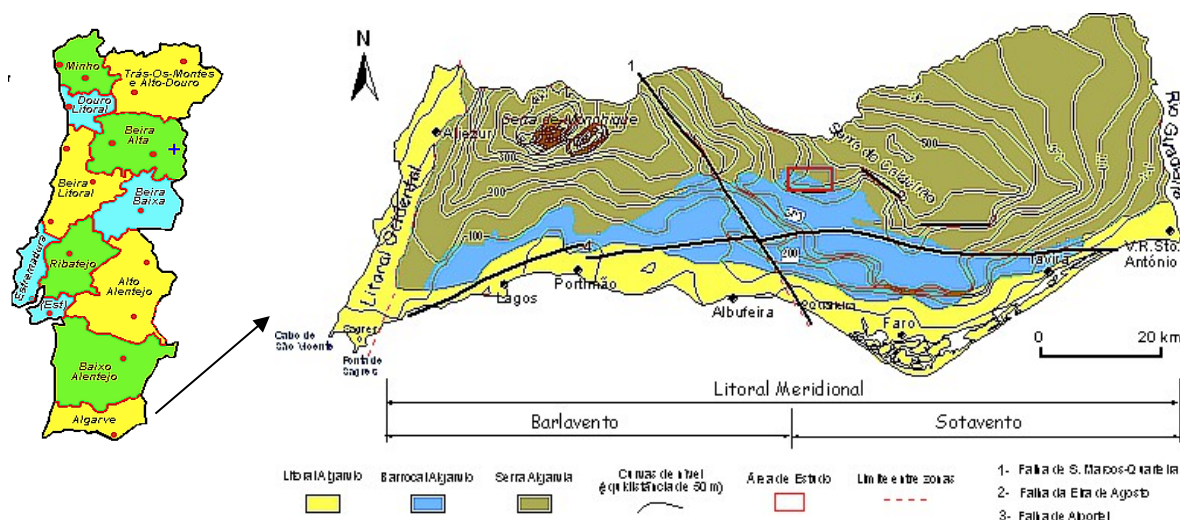 Minho
Trás-Os-Montes
e Alto-Douro
Douro
Litoral
Beira
Alta
Beira
Litoral
Beira
Baixa
Estremadura
Ribatejo
(Est)
Alto
Alentejo
Baixo
Alentejo
Algarve
N
1
Aljezur
Serra de Monchique
Serra do Caldeirão
500
300
200
100
200
4
Litoral Ocidental
Rio Guadiana
Lagos
Portimão
Albufeira
Quarteira
Faro
Tavira
V.R.Sto.
António
Cabo de
São Vicente
Sagres
Ponta de
Sagres
0 20 km
Litoral Meridional
Barlavento
Sotavento
Litoral Algarvio
Barrocal Algarvio
Serra Algarvia
Curvas de nível
(equidistância de 50 m)
Área de Estudo
Limite entre zonas
1- Falha de S. Marcos-Quarteira
2- Falha da Eira de Agosto
3- Falha de Alportel